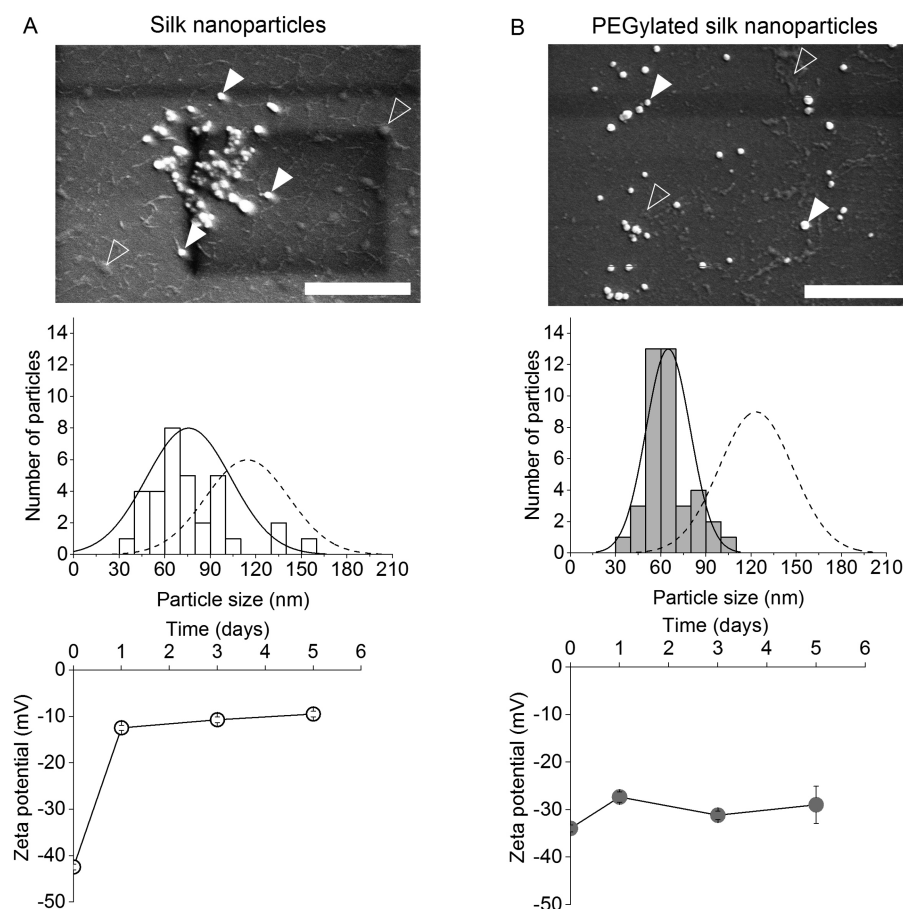 A
Silk nanoparticles
B
PEGylated silk nanoparticles
14
12
10
8
6
4
2
0
Number of particles
0 30 60 90 120 150 180 210
Particle size (nm)
14
12
10
8
6
4
2
0
Number of particles
0 30 60 90 120 150 180 210
Particle size (nm)
Time (days)
0 1 2 3 4 5 6
0
-10
-20
-30
-40
-50
Zeta potential (mV)
Time (days)
0 1 2 3 4 5 6
0
-10
-20
-30
-40
-50
Zeta potential (mV)